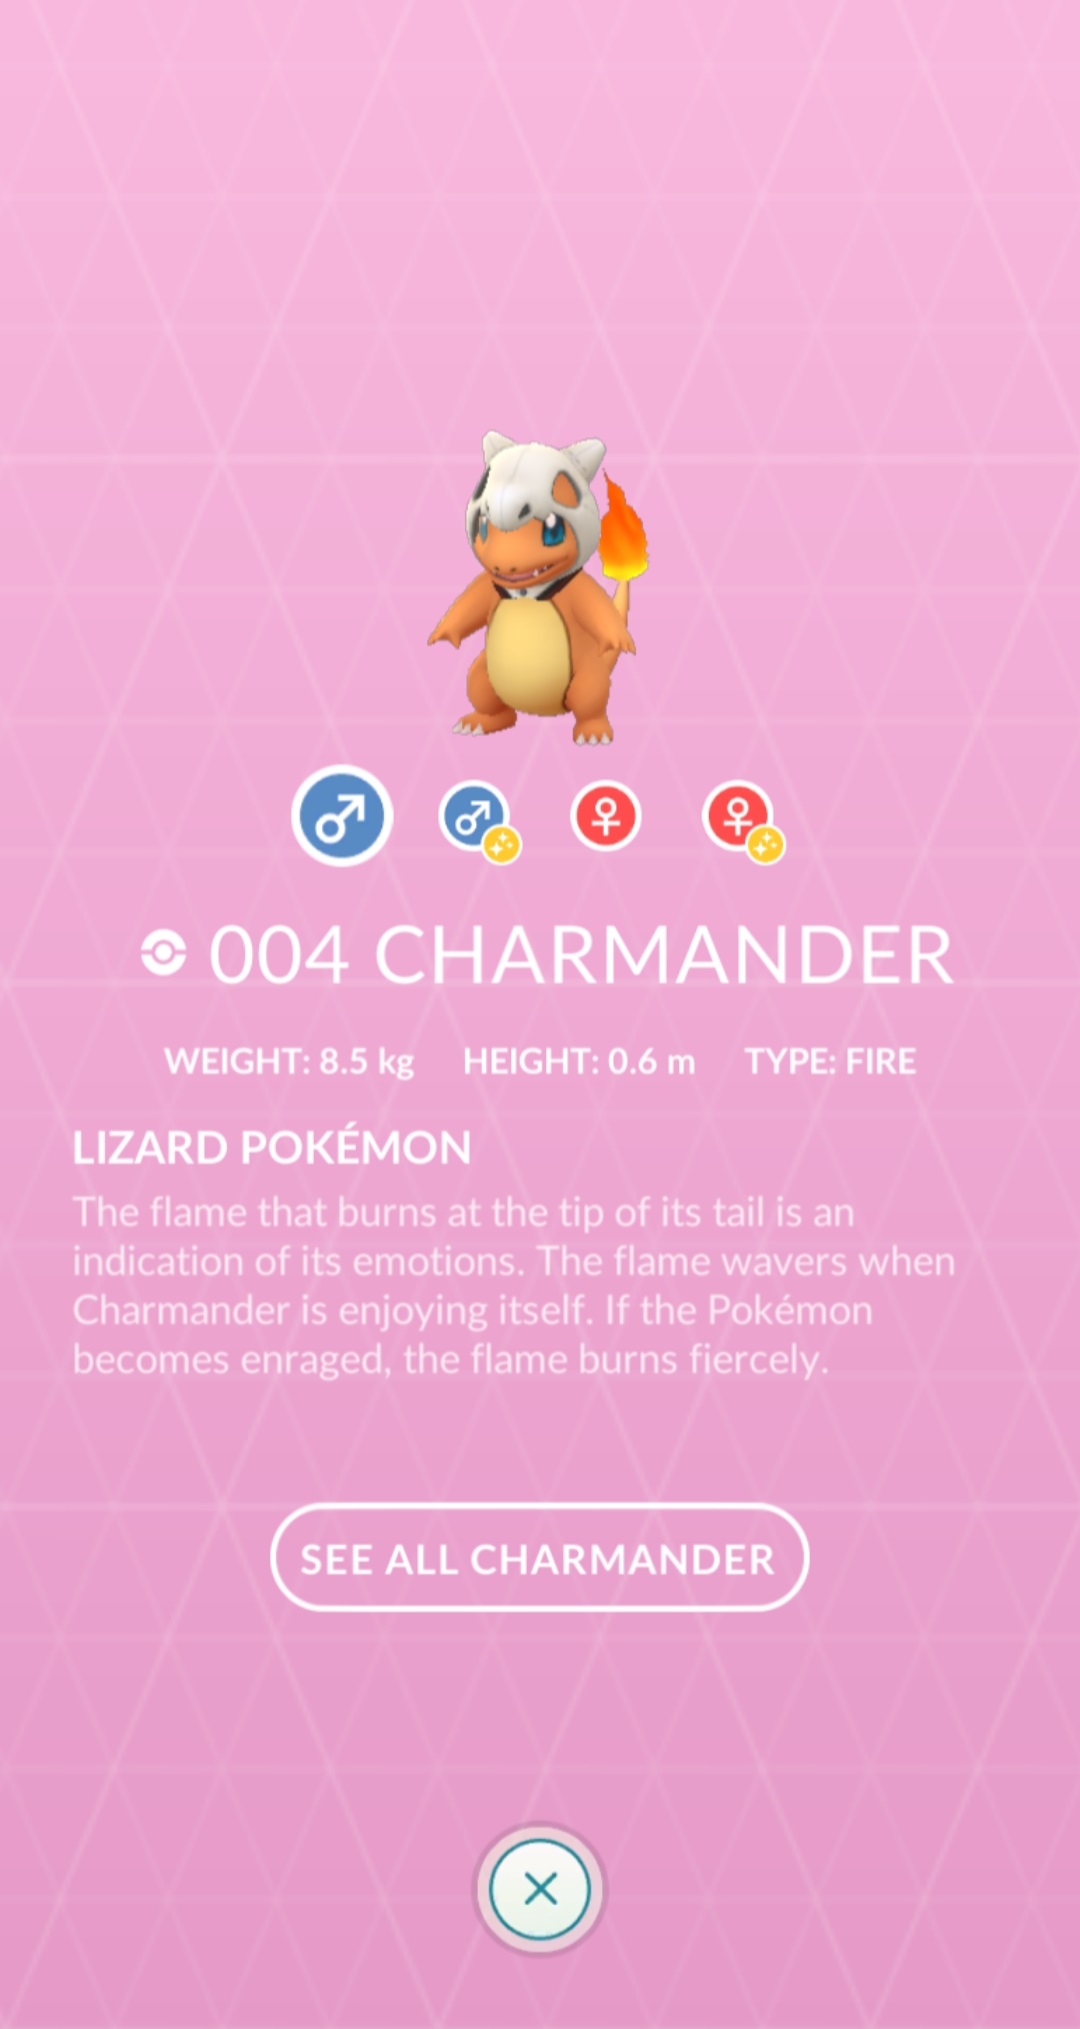 004 CHARMANDER
WEIGHT: 8.5 kg HEIGHT: 0.6 m TYPE: FIRE
LIZARD POKÉMON
The flame that burns at the tip of its tail is an
indication of its emotions. The flame wavers when
Charmander is enjoying itself. If the Pokémon
becomes enraged, the flame burns fiercely.
SEE ALL CHARMANDER